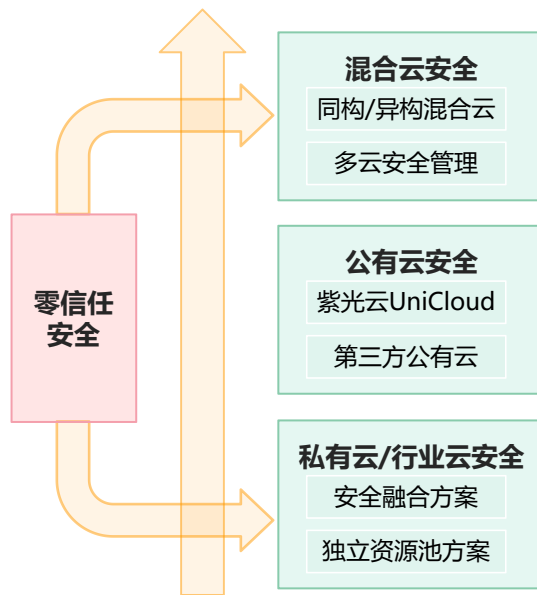 混合云安全
同构/异构混合云
多云安全管理
零信任
安全
公有云安全
紫光云UniCloud
第三方公有云
私有云/行业云安全
安全融合方案
独立资源池方案